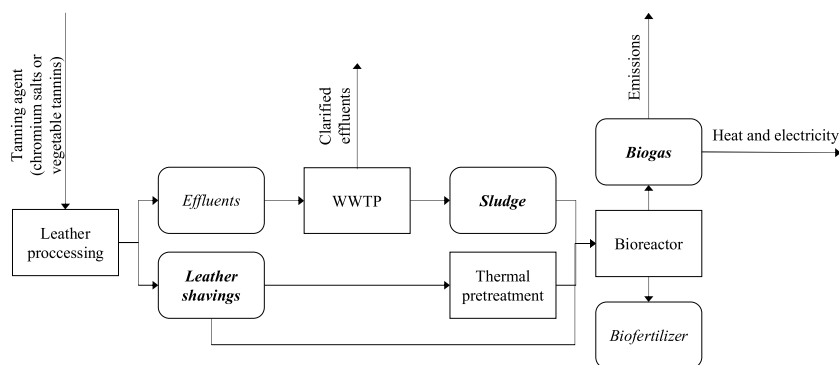 Tanning agent
(chromium salts or
vegetable tannins)
Clarified
effluents
Emissions
Heat and electricity
Biogas
Effluents
WWTP
Sludge
Leather
proccessing
Bioreactor
Leather
shavings
Thermal
pretreatment
Biofertilizer